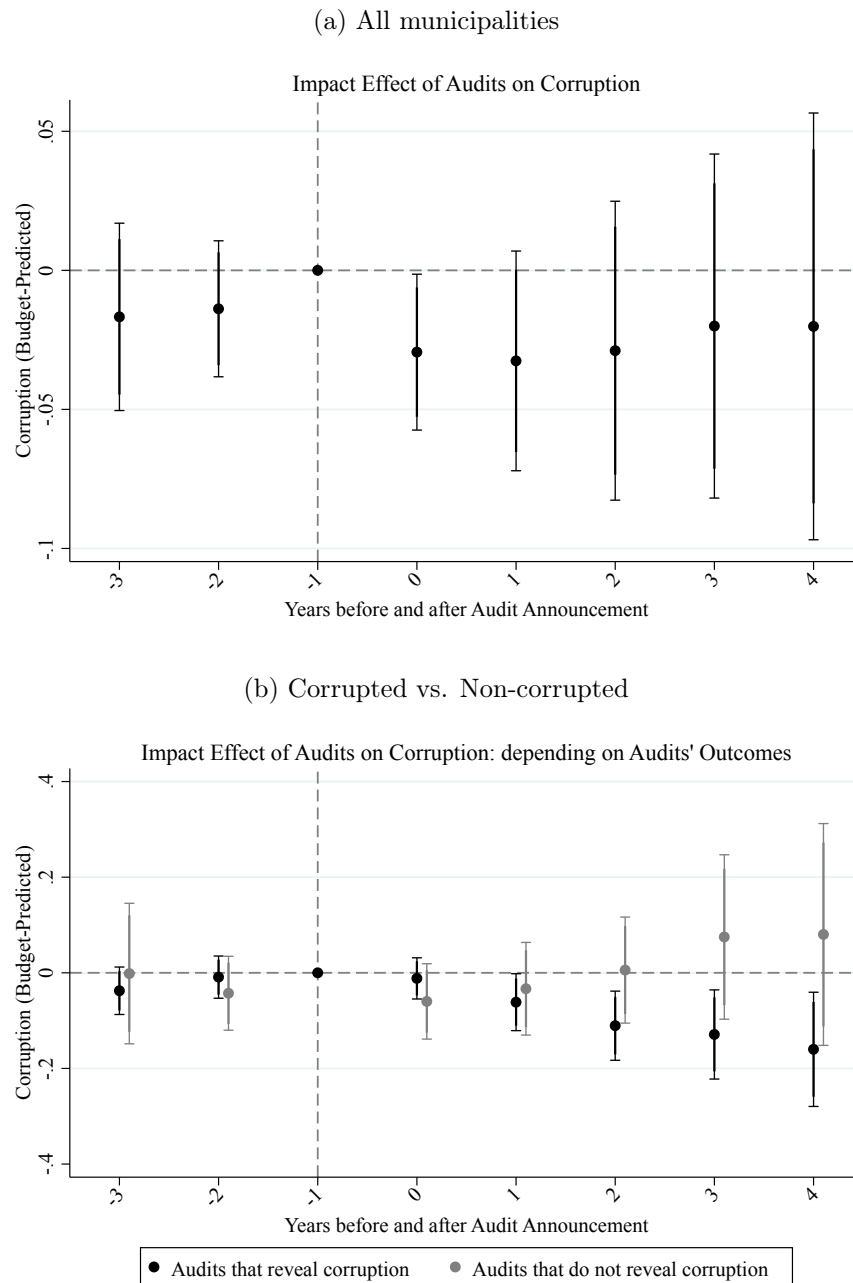 (a) All municipalities
Impact Effect of Audits on Corruption
Corruption (Budget-Predicted)
.05
0
-.05
-.1
-3 -2 -1 0 1 2 3 4
Years before and after Audit Announcement
(b) Corrupted vs. Non-corrupted
Impact Effect of Audits on Corruption: depending on Audits' Outcomes
Corruption (Budget-Predicted)
.4
.2
0
-.2
-.4
-3 -2 -1 0 1 2 3 4
Years before and after Audit Announcement
Audits that reveal corruption Audits that do not reveal corruption